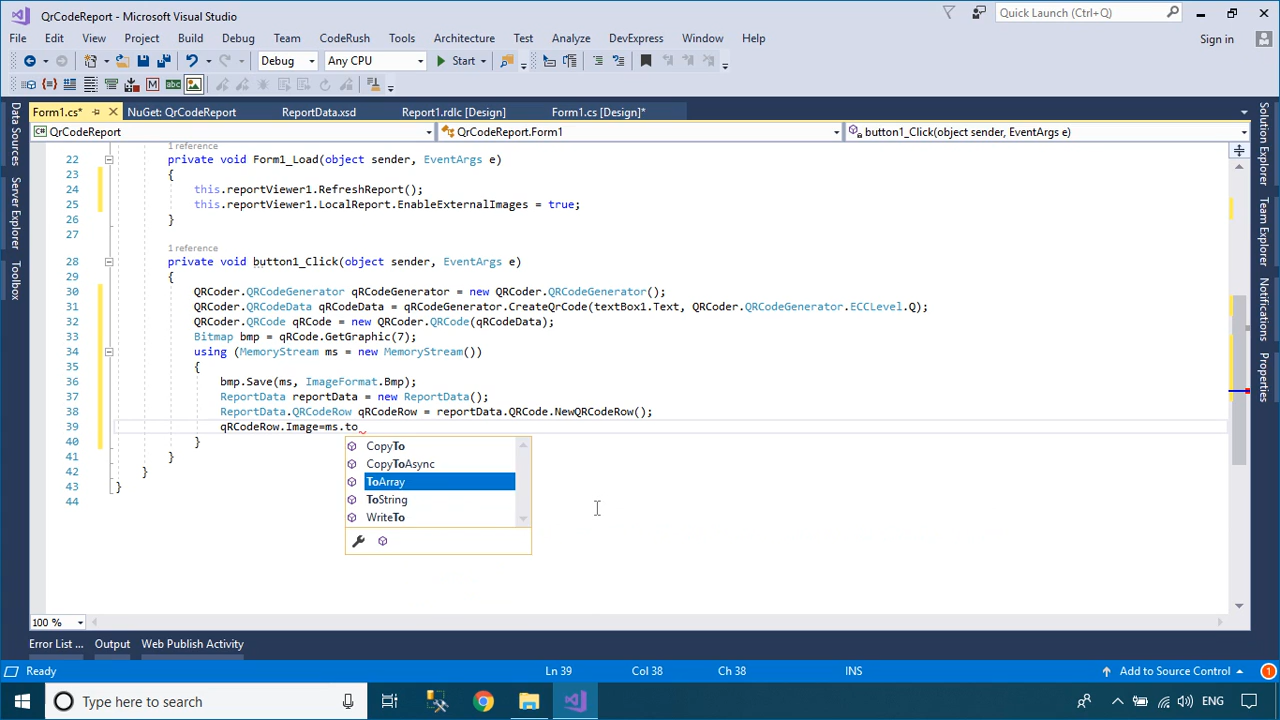 QrCodeReport - Microsoft Visual Studio
Quick Launch (Ctrl+Q)
File Edit View Project Build Debug Team Format CodeRush Tools Architecture Test Analyze DevExpress Window Help
Sign in
Debug Any CPU Start
Form1.cs* NuGet: QrCodeReport ReportData.xsd Report1.rdlc [Design] Form1.cs [Design]*
QrCodeReport QrCodeReport.Form1 button1_Click(object sender, EventArgs e)
Data Sources
Server Explorer
Toolbox
1 reference
22 private void Form1_Load(object sender, EventArgs e)
23 {
24 this.reportViewer1.RefreshReport();
25 this.reportViewer1.LocalReport.EnableExternalImages = true;
26 }
27
1 reference
28 private void button1_Click(object sender, EventArgs e)
29 {
30 QRCoder.QRCodeGenerator qRCodeGenerator = new QRCoder.QRCodeGenerator();
31 QRCoder.QRCodeData qRCodeData = qRCodeGenerator.CreateQrCode(textBox1.Text, QRCoder.QRCodeGenerator.ECCLevel.Q);
32 QRCoder.QRCode qRCode = new QRCoder.QRCode(qRCodeData);
33 Bitmap bmp = qRCode.GetGraphic(7);
34 using (MemoryStream ms = new MemoryStream())
35 {
36 bmp.Save(ms, ImageFormat.Bmp);
37 ReportData reportData = new ReportData();
38 ReportData.QRCodeRow qRCodeRow = reportData.QRCode.NewQRCodeRow();
39 qRCodeRow.Image=ms.to
40 }
41 }
42 }
43 }
44
CopyTo
CopyToAsync
ToArray
ToString
WriteTo
Solution Explorer
Team Explorer
Notifications
Properties
100 %
Error List ... Output Web Publish Activity
Ready Ln 39 Col 38 Ch 38 INS Add to Source Control 1
Type here to search
ENG